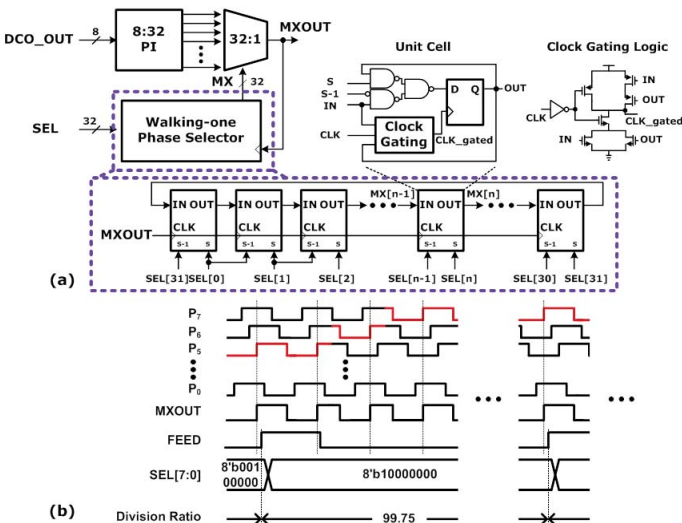 DCO_OUT 8 8:32 PI 32:1 MXOUT
MX 32
SEL 32 Walking-one Phase Selector
Unit Cell
S
S-1
IN
CLK
Clock Gating
D Q OUT
CLK_gated
Clock Gating Logic
IN
OUT
CLK CLK_gated
IN OUT
MX[n-1] MX[n]
IN OUT IN OUT IN OUT IN OUT IN OUT
MXOUT CLK CLK CLK CLK CLK
S-1 S S-1 S S-1 S S-1 S S-1 S
SEL[31] SEL[0] SEL[1] SEL[2] SEL[n-1] SEL[n] SEL[30] SEL[31]
(a)
P7
P6
P5
P0
MXOUT
FEED
SEL[7:0] 8'b001 00000 8'b10000000
(b)
Division Ratio 99.75